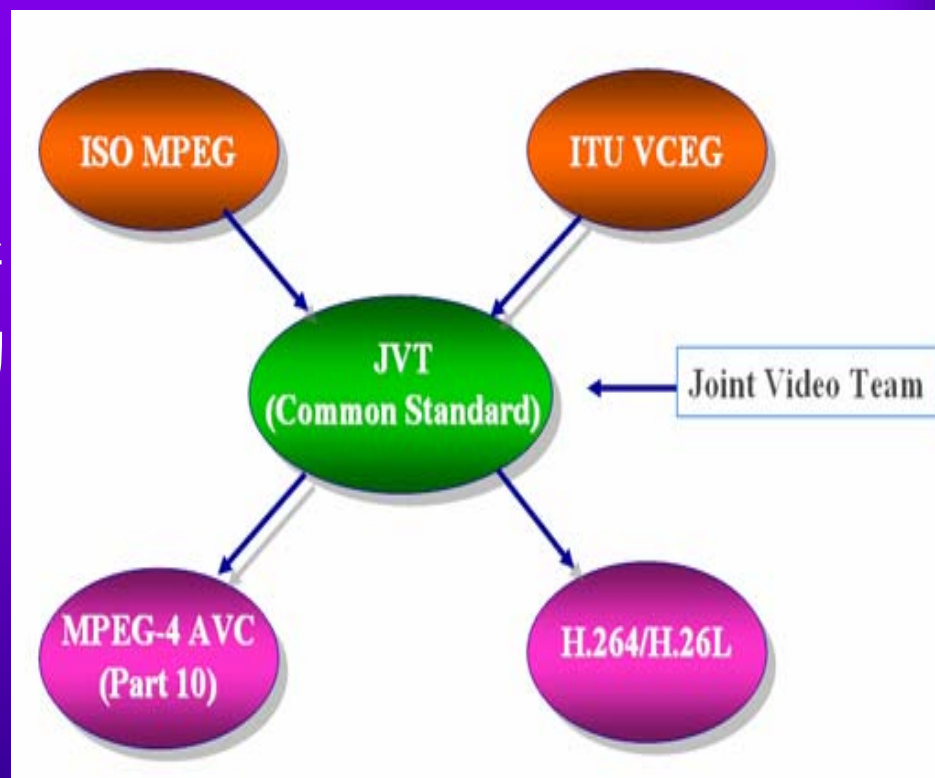 ISO MPEG
ITU VCEG
JVT
(Common Standard)
Joint Video Team
MPEG-4 AVC
(Part 10)
H.264/H.26L